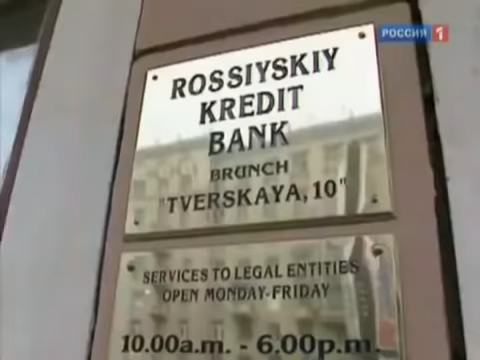 РОССИЯ 1
ROSSIYSKIY
KREDIT
BANK
BRUNCH
"TVERSKAYA, 10"
SERVICES TO LEGAL ENTITIES
OPEN MONDAY-FRIDAY
10.00a.m. - 6.00p.m.